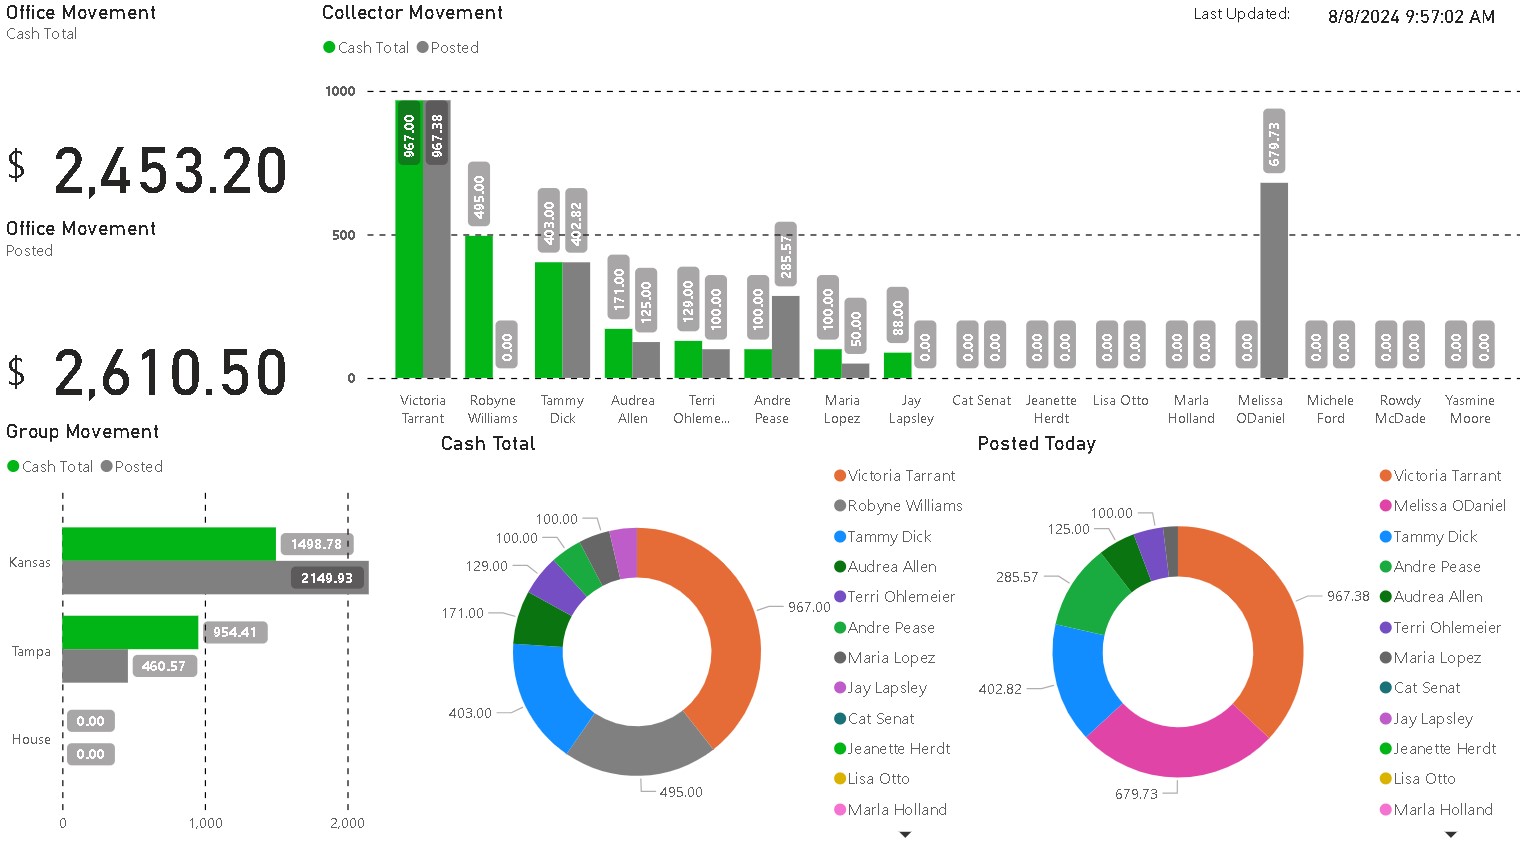 Office Movement
Cash Total
$ 2,453.20
Office Movement
Posted
$ 2,610.50
Collector Movement
Cash Total Posted
Last Updated: 8/8/2024 9:57:02 AM
1000
500
0
967.00
967.38
495.00
0.00
403.00
402.82
171.00
125.00
129.00
100.00
100.00
285.57
100.00
50.00
88.00
0.00
0.00
0.00
0.00
0.00
0.00
0.00
0.00
0.00
0.00
679.73
0.00
0.00
0.00
0.00
0.00
0.00
Victoria
Tarrant
Robyne
Williams
Tammy
Dick
Audrea
Allen
Terri
Ohleme...
Andre
Pease
Maria
Lopez
Jay
Lapsley
Cat Senat
Jeanette
Herdt
Lisa Otto
Marla
Holland
Melissa
ODaniel
Michele
Ford
Rowdy
McDade
Yasmine
Moore
Group Movement
Cash Total Posted
Kansas
1498.78
2149.93
Tampa
954.41
460.57
House
0.00
0.00
0
1,000
2,000
Cash Total
967.00
495.00
403.00
171.00
129.00
100.00
100.00
Victoria Tarrant
Robyne Williams
Tammy Dick
Audrea Allen
Terri Ohlemeier
Andre Pease
Maria Lopez
Jay Lapsley
Cat Senat
Jeanette Herdt
Lisa Otto
Marla Holland
Posted Today
967.38
679.73
402.82
285.57
125.00
100.00
Victoria Tarrant
Melissa ODaniel
Tammy Dick
Andre Pease
Audrea Allen
Terri Ohlemeier
Maria Lopez
Cat Senat
Jay Lapsley
Jeanette Herdt
Lisa Otto
Marla Holland